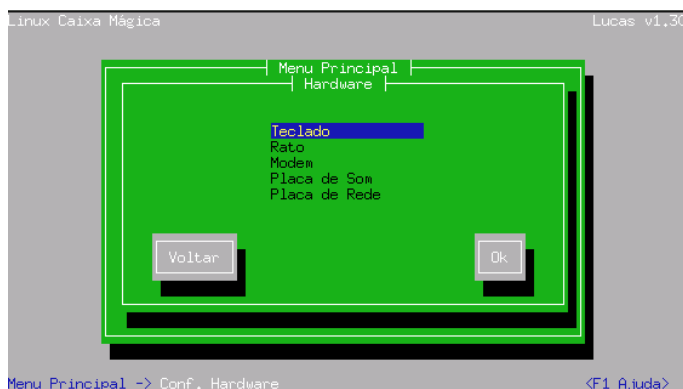 Linux Caixa Mágica Lucas v1.30
Menu Principal
Hardware
Teclado
Rato
Modem
Placa de Som
Placa de Rede
Voltar Ok
Menu Principal -> Conf. Hardware <F1 Ajuda>